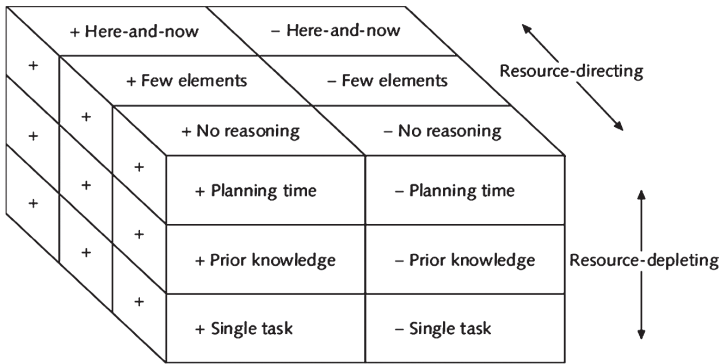 + Here-and-now – Here-and-now
+ Few elements – Few elements
+ No reasoning – No reasoning
Resource-directing
+ + +
+ + +
+ + +
+ Planning time – Planning time
+ Prior knowledge – Prior knowledge
+ Single task – Single task
Resource-depleting